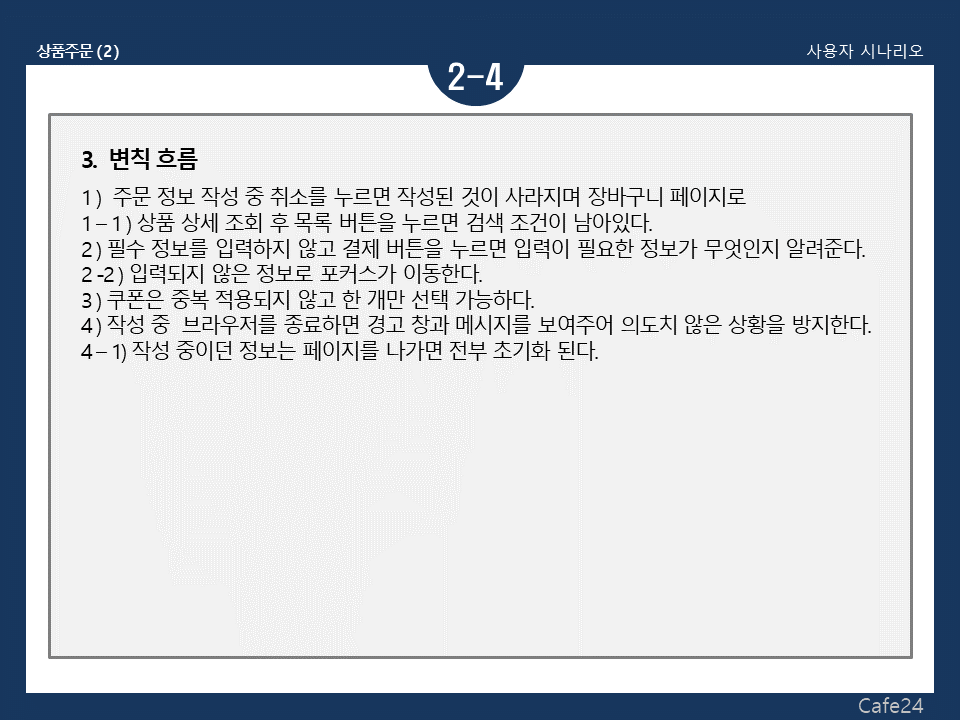 상품주문 (2)
사용자 시나리오
2-4
3. 변칙 흐름
1) 주문 정보 작성 중 취소를 누르면 작성된 것이 사라지며 장바구니 페이지로
1 – 1) 상품 상세 조회 후 목록 버튼을 누르면 검색 조건이 남아있다.
2) 필수 정보를 입력하지 않고 결제 버튼을 누르면 입력이 필요한 정보가 무엇인지 알려준다.
2 -2) 입력되지 않은 정보로 포커스가 이동한다.
3) 쿠폰은 중복 적용되지 않고 한 개만 선택 가능하다.
4) 작성 중 브라우저를 종료하면 경고 창과 메시지를 보여주어 의도치 않은 상황을 방지한다.
4 – 1) 작성 중이던 정보는 페이지를 나가면 전부 초기화 된다.
Cafe24